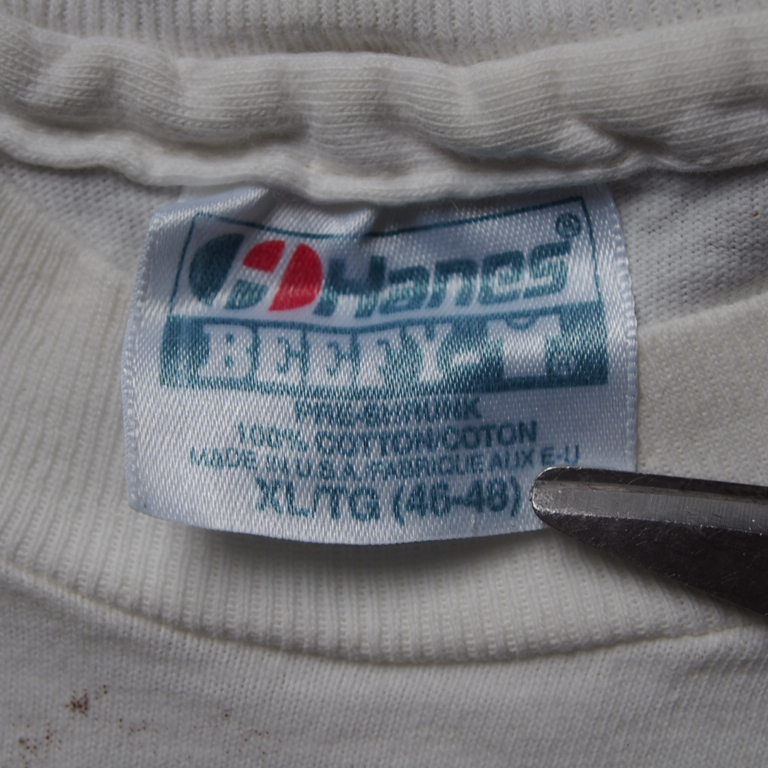 Hanes®
BEEFY-T®
PRE-SHRUNK
100% COTTON/COTON
MADE IN U.S.A./FABRIQUE AUX E-U
XL/TG (46-48)